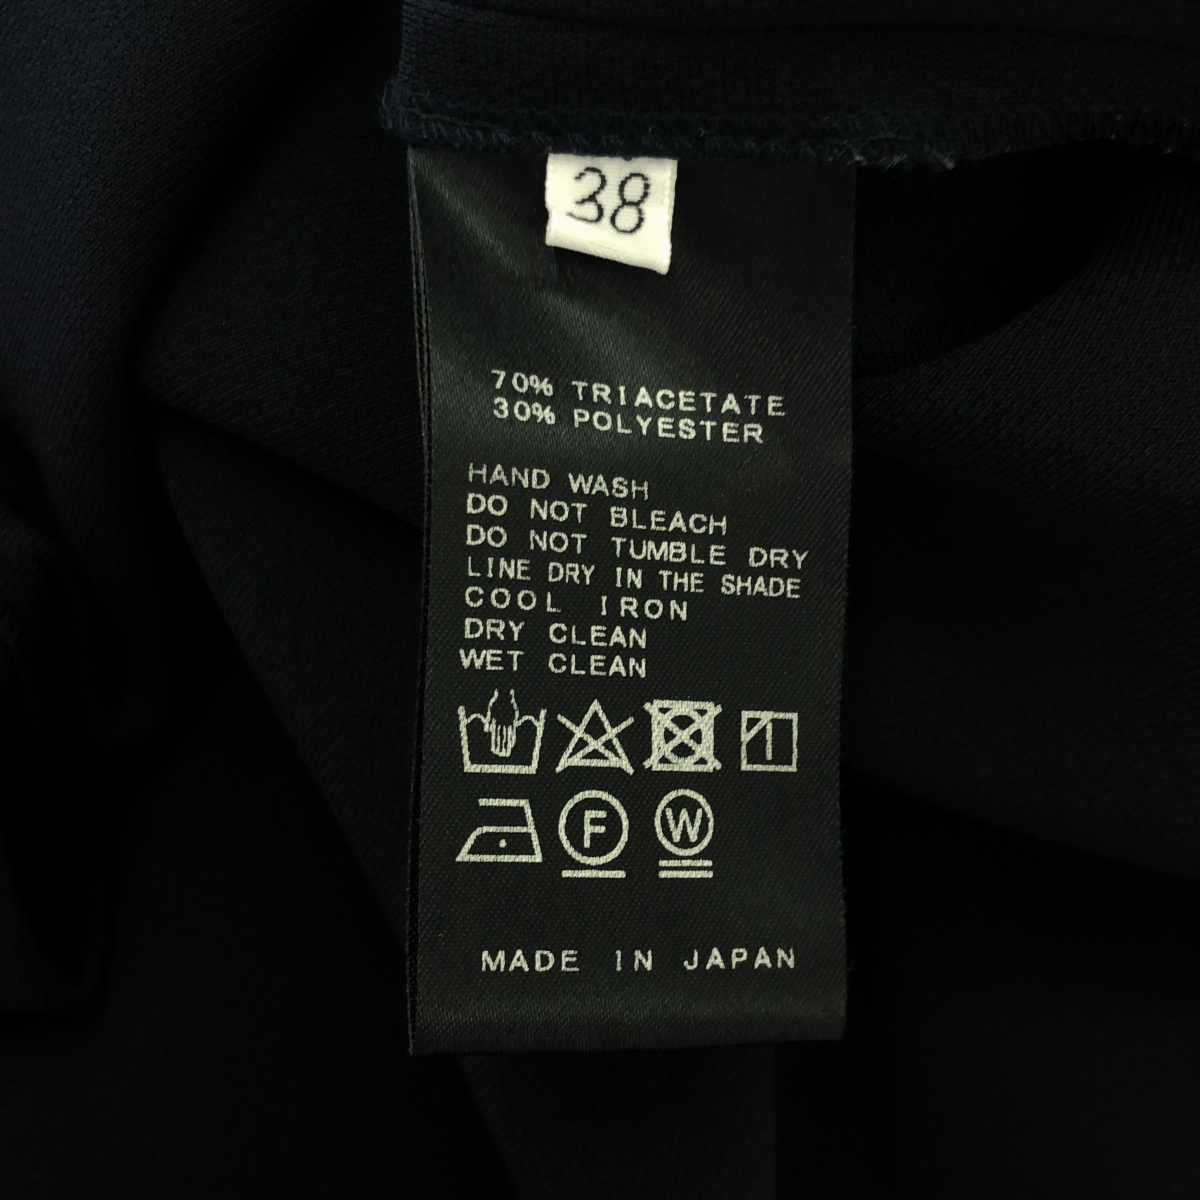 38
70% TRIACETATE
30% POLYESTER
HAND WASH
DO NOT BLEACH
DO NOT TUMBLE DRY
LINE DRY IN THE SHADE
COOL IRON
DRY CLEAN
WET CLEAN
F W
MADE IN JAPAN